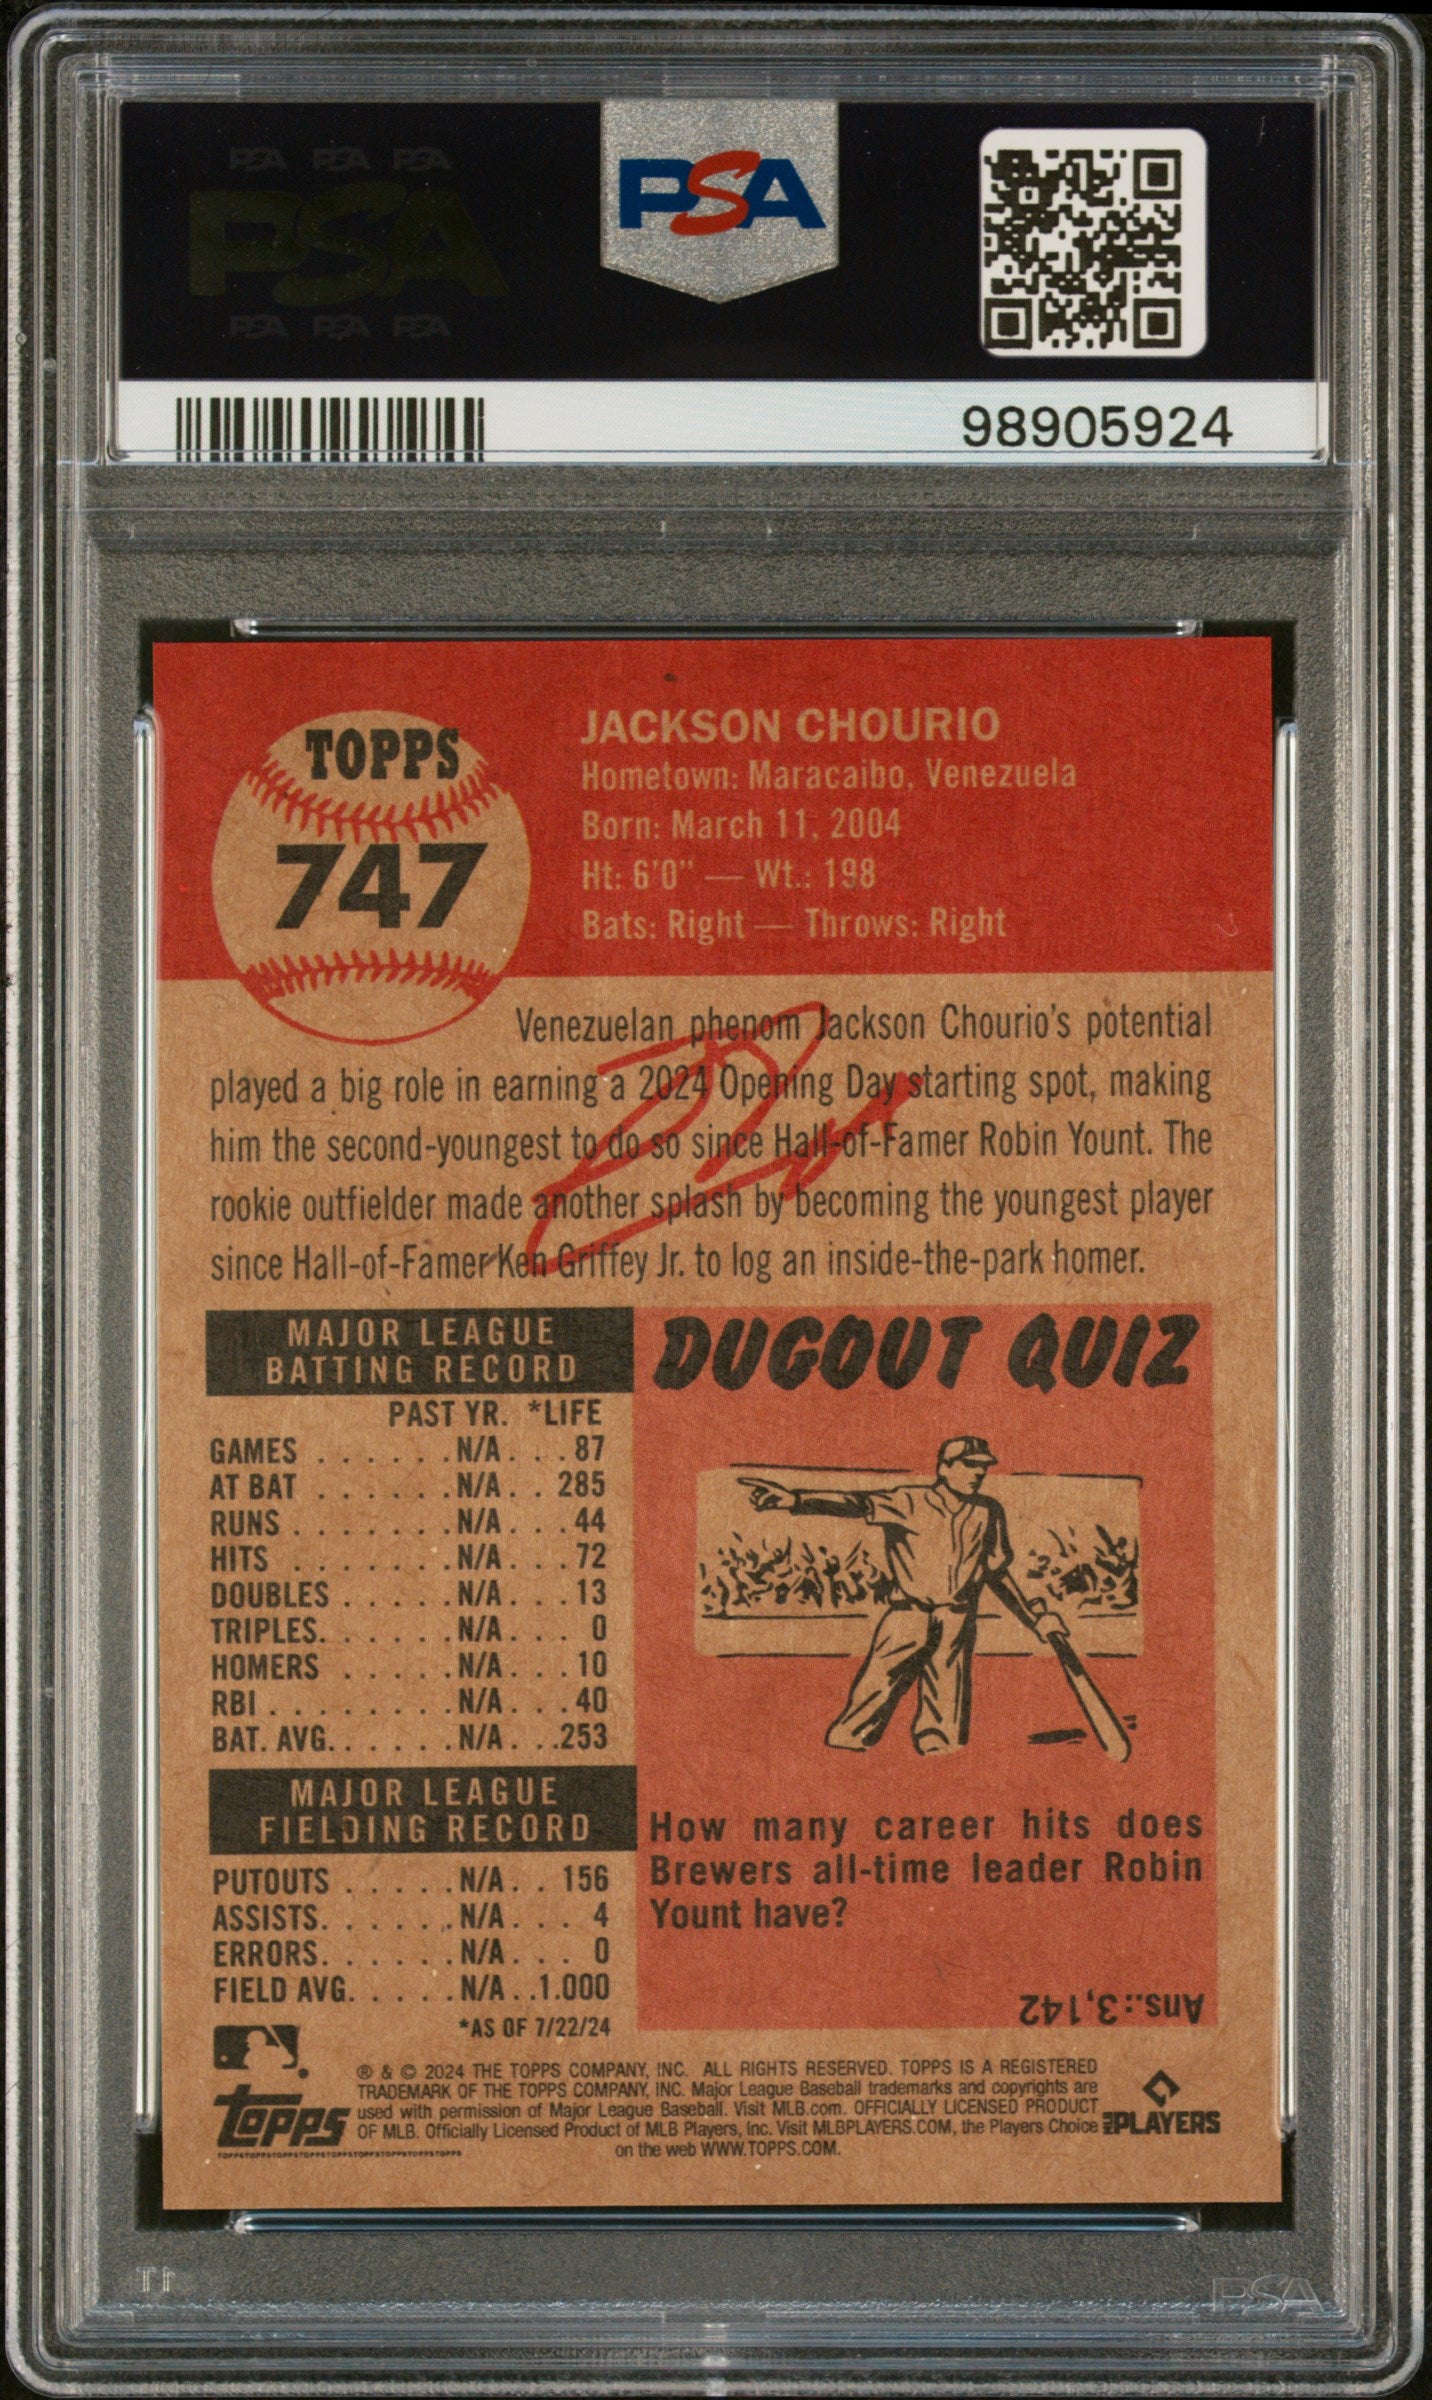 PSA PSA PSA
PSA
PSA PSA PSA
PSA
98905924
TOPPS
747
JACKSON CHOURIO
Hometown: Maracaibo, Venezuela
Born: March 11, 2004
Ht: 6'0" — Wt.: 198
Bats: Right — Throws: Right
Venezuelan phenom Jackson Chourio's potential
played a big role in earning a 2024 Opening Day starting spot, making
him the second-youngest to do so since Hall-of-Famer Robin Yount. The
rookie outfielder made another splash by becoming the youngest player
since Hall-of-Famer Ken Griffey Jr. to log an inside-the-park homer.
MAJOR LEAGUE
BATTING RECORD
PAST YR. *LIFE
GAMES . . . . . . N/A . . . 87
AT BAT . . . . . . N/A . . 285
RUNS . . . . . . . N/A . . . 44
HITS . . . . . . . N/A . . . 72
DOUBLES . . . . . N/A . . . 13
TRIPLES. . . . . . N/A . . . 0
HOMERS . . . . . N/A . . . 10
RBI . . . . . . . . N/A . . . 40
BAT. AVG. . . . . . N/A . . .253
MAJOR LEAGUE
FIELDING RECORD
PUTOUTS . . . . . N/A . . 156
ASSISTS. . . . . . N/A . . . 4
ERRORS. . . . . . N/A . . . 0
FIELD AVG. . . . . N/A . .1.000
*AS OF 7/22/24
DUGOUT QUIZ
How many career hits does
Brewers all-time leader Robin
Yount have?
Ans.: 3,142
® & © 2024 THE TOPPS COMPANY, INC. ALL RIGHTS RESERVED. TOPPS IS A REGISTERED
TRADEMARK OF THE TOPPS COMPANY, INC. Major League Baseball trademarks and copyrights are
used with permission of Major League Baseball. Visit MLB.com. OFFICIALLY LICENSED PRODUCT
OF MLB. Officially Licensed Product of MLB Players, Inc. Visit MLBPLAYERS.COM, the Players Choice
on the web WWW.TOPPS.COM.
topps
TOPPSTOPPSTOPPSTOPPSTOPPSTOPPSTOPPSTOPPS
MLB PLAYERS
PSA